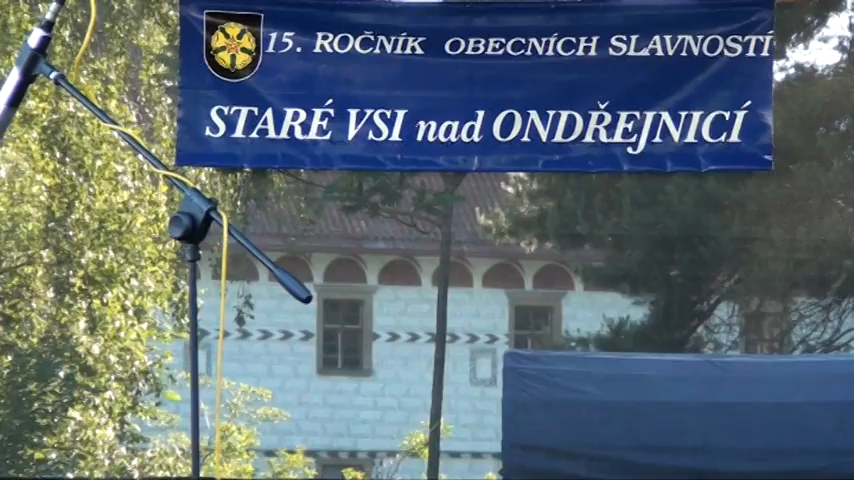 15. ROČNÍK OBECNÍCH SLAVNOSTÍ
STARÉ VSI nad ONDŘEJNICÍ